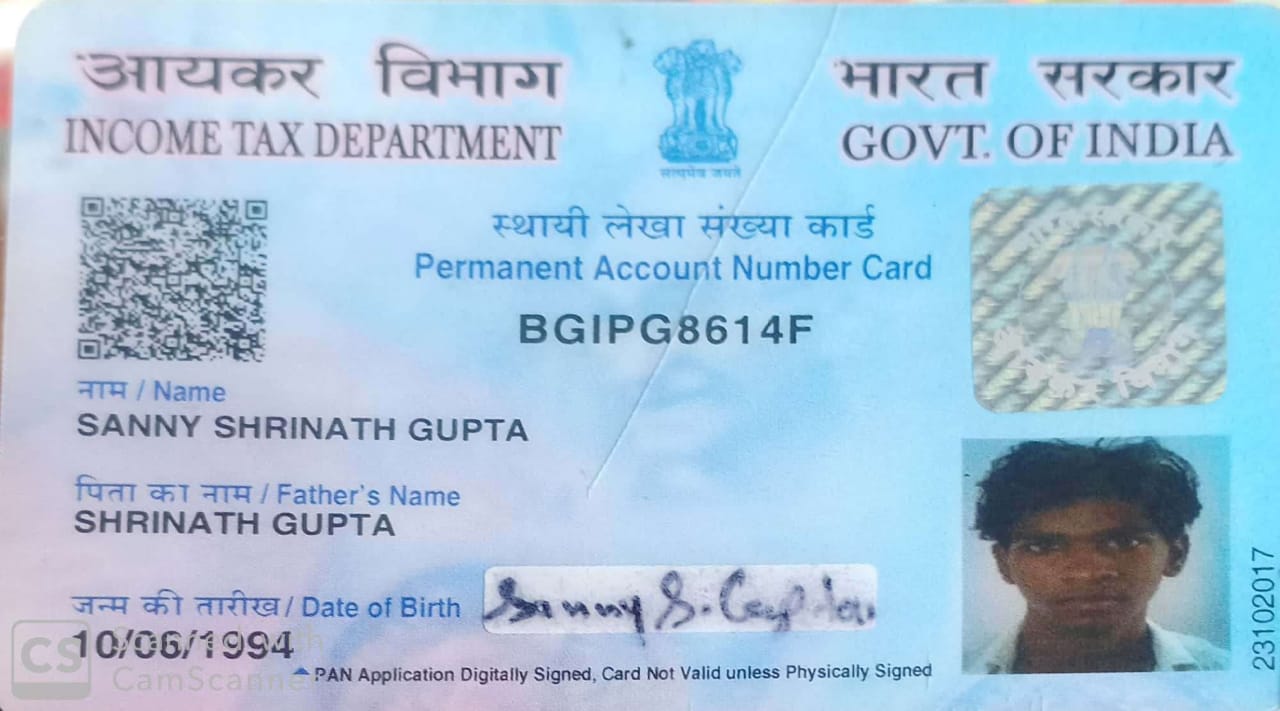 आयकर विभाग
INCOME TAX DEPARTMENT
सत्यमेव जयते
भारत सरकार
GOVT. OF INDIA
स्थायी लेखा संख्या कार्ड
Permanent Account Number Card
BGIPG8614F
नाम / Name
SANNY SHRINATH GUPTA
पिता का नाम / Father's Name
SHRINATH GUPTA
जन्म की तारीख / Date of Birth
10/06/1994
Sanny S. Gupta
PAN Application Digitally Signed, Card Not Valid unless Physically Signed
23102017
CS
Scanned with
CamScanner